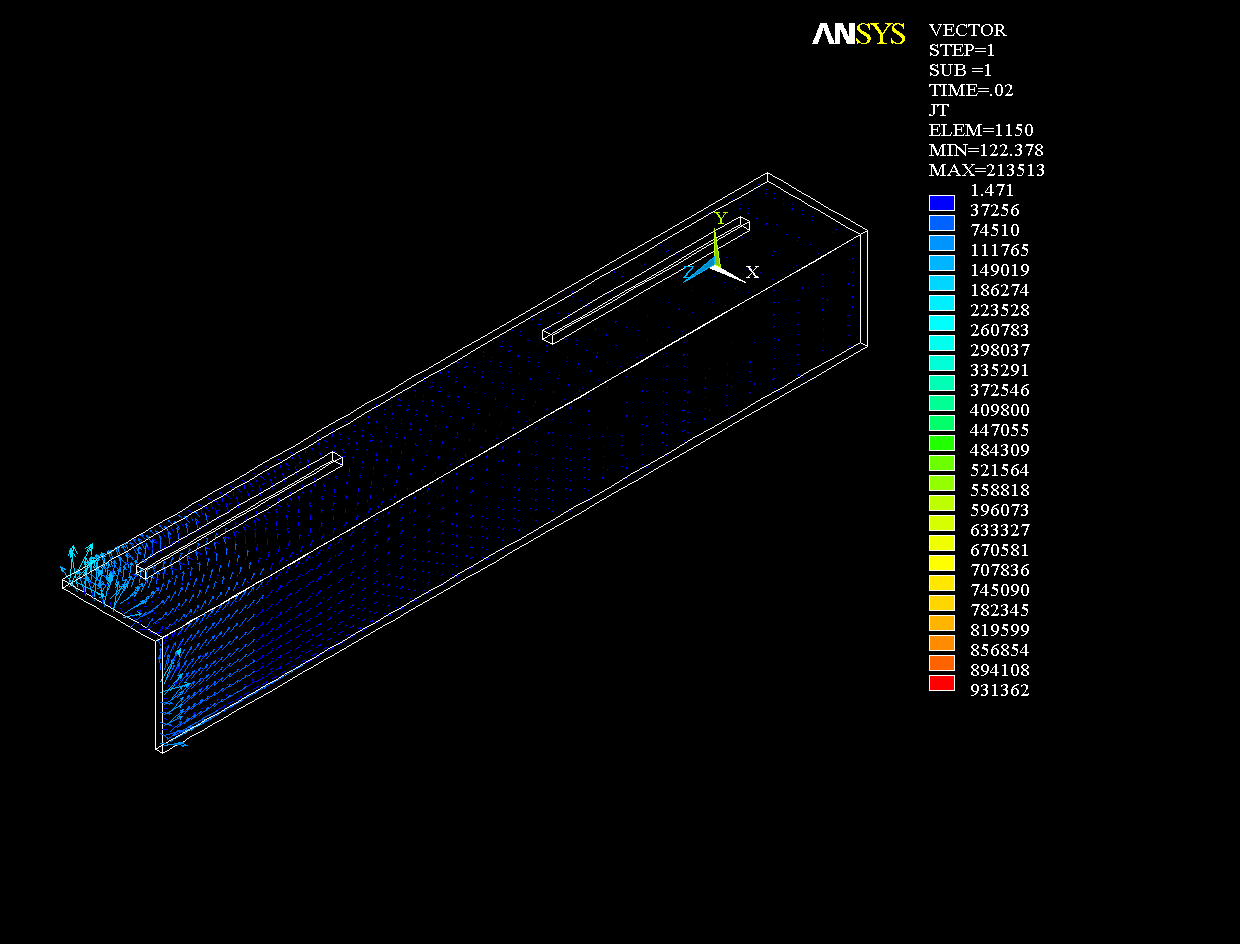 ANSYS
VECTOR
STEP=1
SUB =1
TIME=.02
JT
ELEM=1150
MIN=122.378
MAX=213513
1.471
37256
74510
111765
149019
186274
223528
260783
298037
335291
372546
409800
447055
484309
521564
558818
596073
633327
670581
707836
745090
782345
819599
856854
894108
931362
Y
Z
X